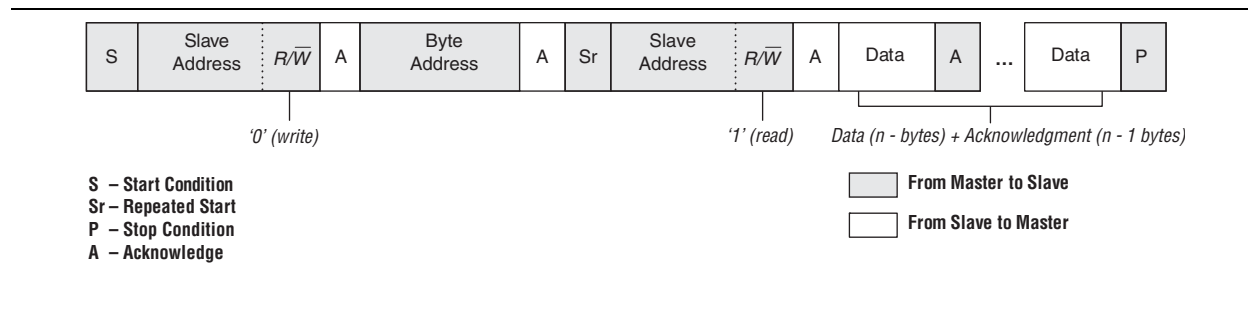 S Slave Address R/W̅ A Byte Address A Sr Slave Address R/W̅ A Data A ... Data P
‘0’ (write) ‘1’ (read) Data (n - bytes) + Acknowledgment (n - 1 bytes)
S – Start Condition
Sr – Repeated Start
P – Stop Condition
A – Acknowledge
From Master to Slave
From Slave to Master